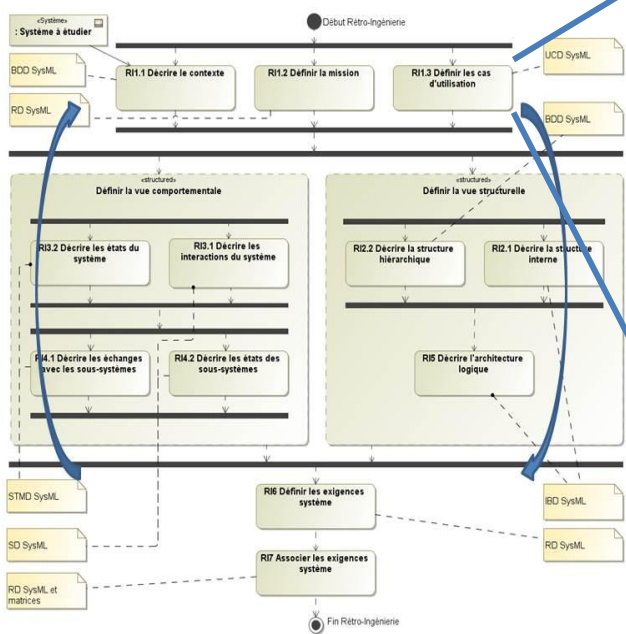 «Système»
: Système à étudier
Début Rétro-Ingénierie
BDD SysML
RD SysML
RI1.1 Décrire le contexte
RI1.2 Définir la mission
RI1.3 Définir les cas
d'utilisation
UCD SysML
BDD SysML
«structured»
Définir la vue comportementale
«structured»
Définir la vue structurelle
RI3.2 Décrire les états du
système
RI3.1 Décrire les
interactions du système
RI2.2 Décrire la structure
hiérarchique
RI2.1 Décrire la structure
interne
RI4.1 Décrire les échanges
avec les sous-systèmes
RI4.2 Décrire les états des
sous-systèmes
RI5 Décrire l'architecture
logique
STMD SysML
SD SysML
RD SysML et
matrices
RI6 Définir les exigences
système
RI7 Associer les exigences
système
IBD SysML
RD SysML
Fin Rétro-Ingénierie